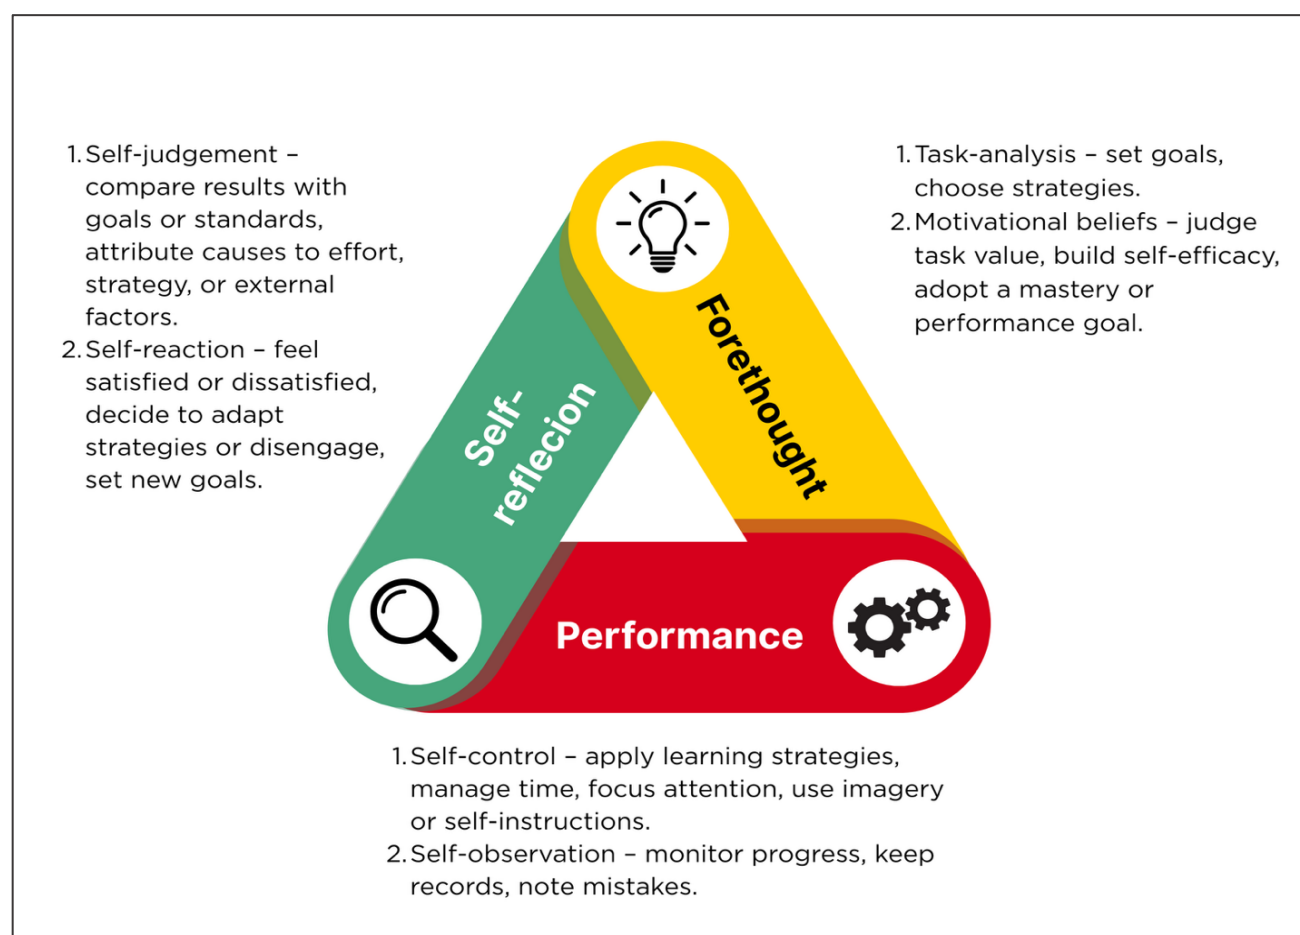 1. Self-judgement –
compare results with
goals or standards,
attribute causes to effort,
strategy, or external
factors.
2. Self-reaction – feel
satisfied or dissatisfied,
decide to adapt
strategies or disengage,
set new goals.
1. Task-analysis – set goals,
choose strategies.
2. Motivational beliefs – judge
task value, build self-efficacy,
adopt a mastery or
performance goal.
Forethought
Self-
reflecion
Performance
1. Self-control – apply learning strategies,
manage time, focus attention, use imagery
or self-instructions.
2. Self-observation – monitor progress, keep
records, note mistakes.